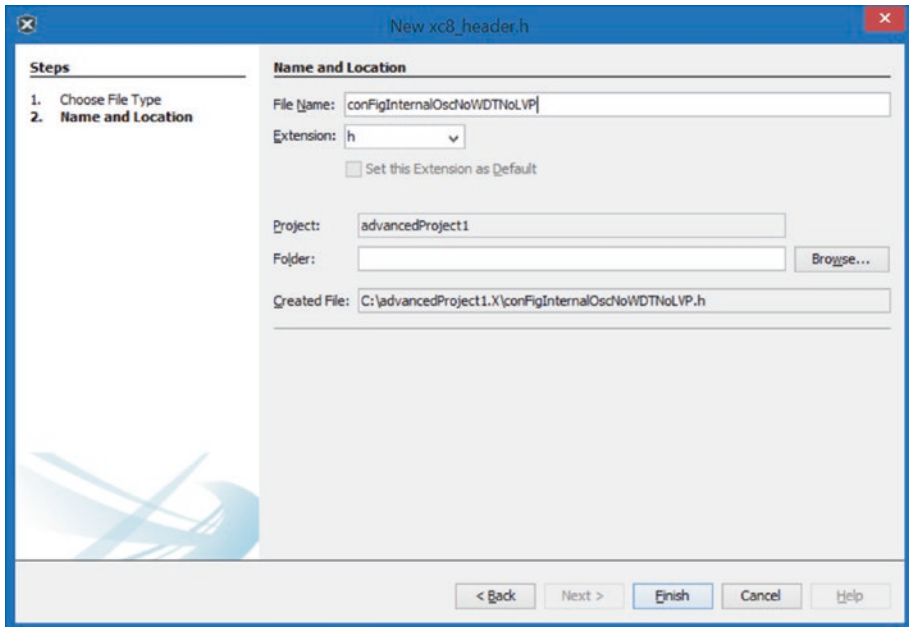 New xc8_header.h
Steps
1. Choose File Type
2. Name and Location
Name and Location
File Name: conFigInternalOscNoWDTNoLVP
Extension: h
Set this Extension as Default
Project: advancedProject1
Folder:
Browse...
Created File: C:\advancedProject1.X\conFigInternalOscNoWDTNoLVP.h
< Back Next > Finish Cancel Help